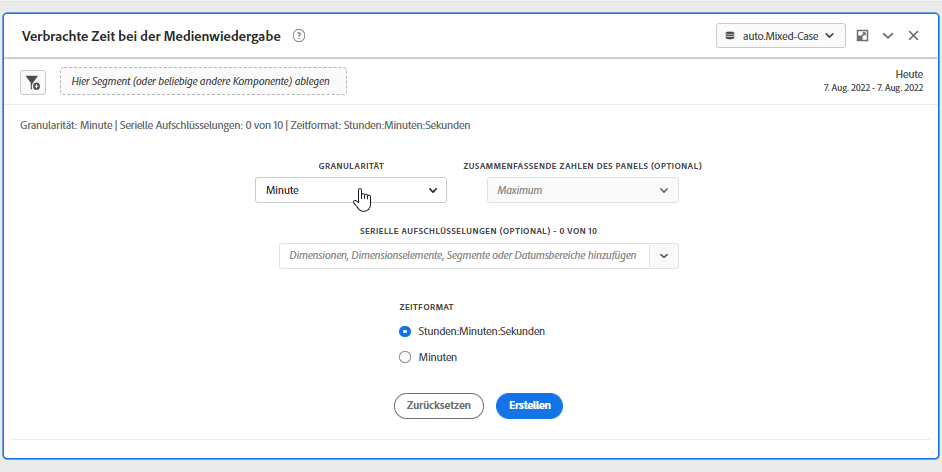 Verbrachte Zeit bei der Medienwiedergabe ?
auto.Mixed-Case
Hier Segment (oder beliebige andere Komponente) ablegen
Heute
7. Aug. 2022 - 7. Aug. 2022
Granularität: Minute | Serielle Aufschlüsselungen: 0 von 10 | Zeitformat: Stunden:Minuten:Sekunden
GRANULARITÄT
ZUSAMMENFASSENDE ZAHLEN DES PANELS (OPTIONAL)
Minute
Maximum
SERIELLE AUFSCHLÜSSELUNGEN (OPTIONAL) - 0 VON 10
Dimensionen, Dimensionselemente, Segmente oder Datumsbereiche hinzufügen
ZEITFORMAT
Stunden:Minuten:Sekunden
Minuten
Zurücksetzen
Erstellen